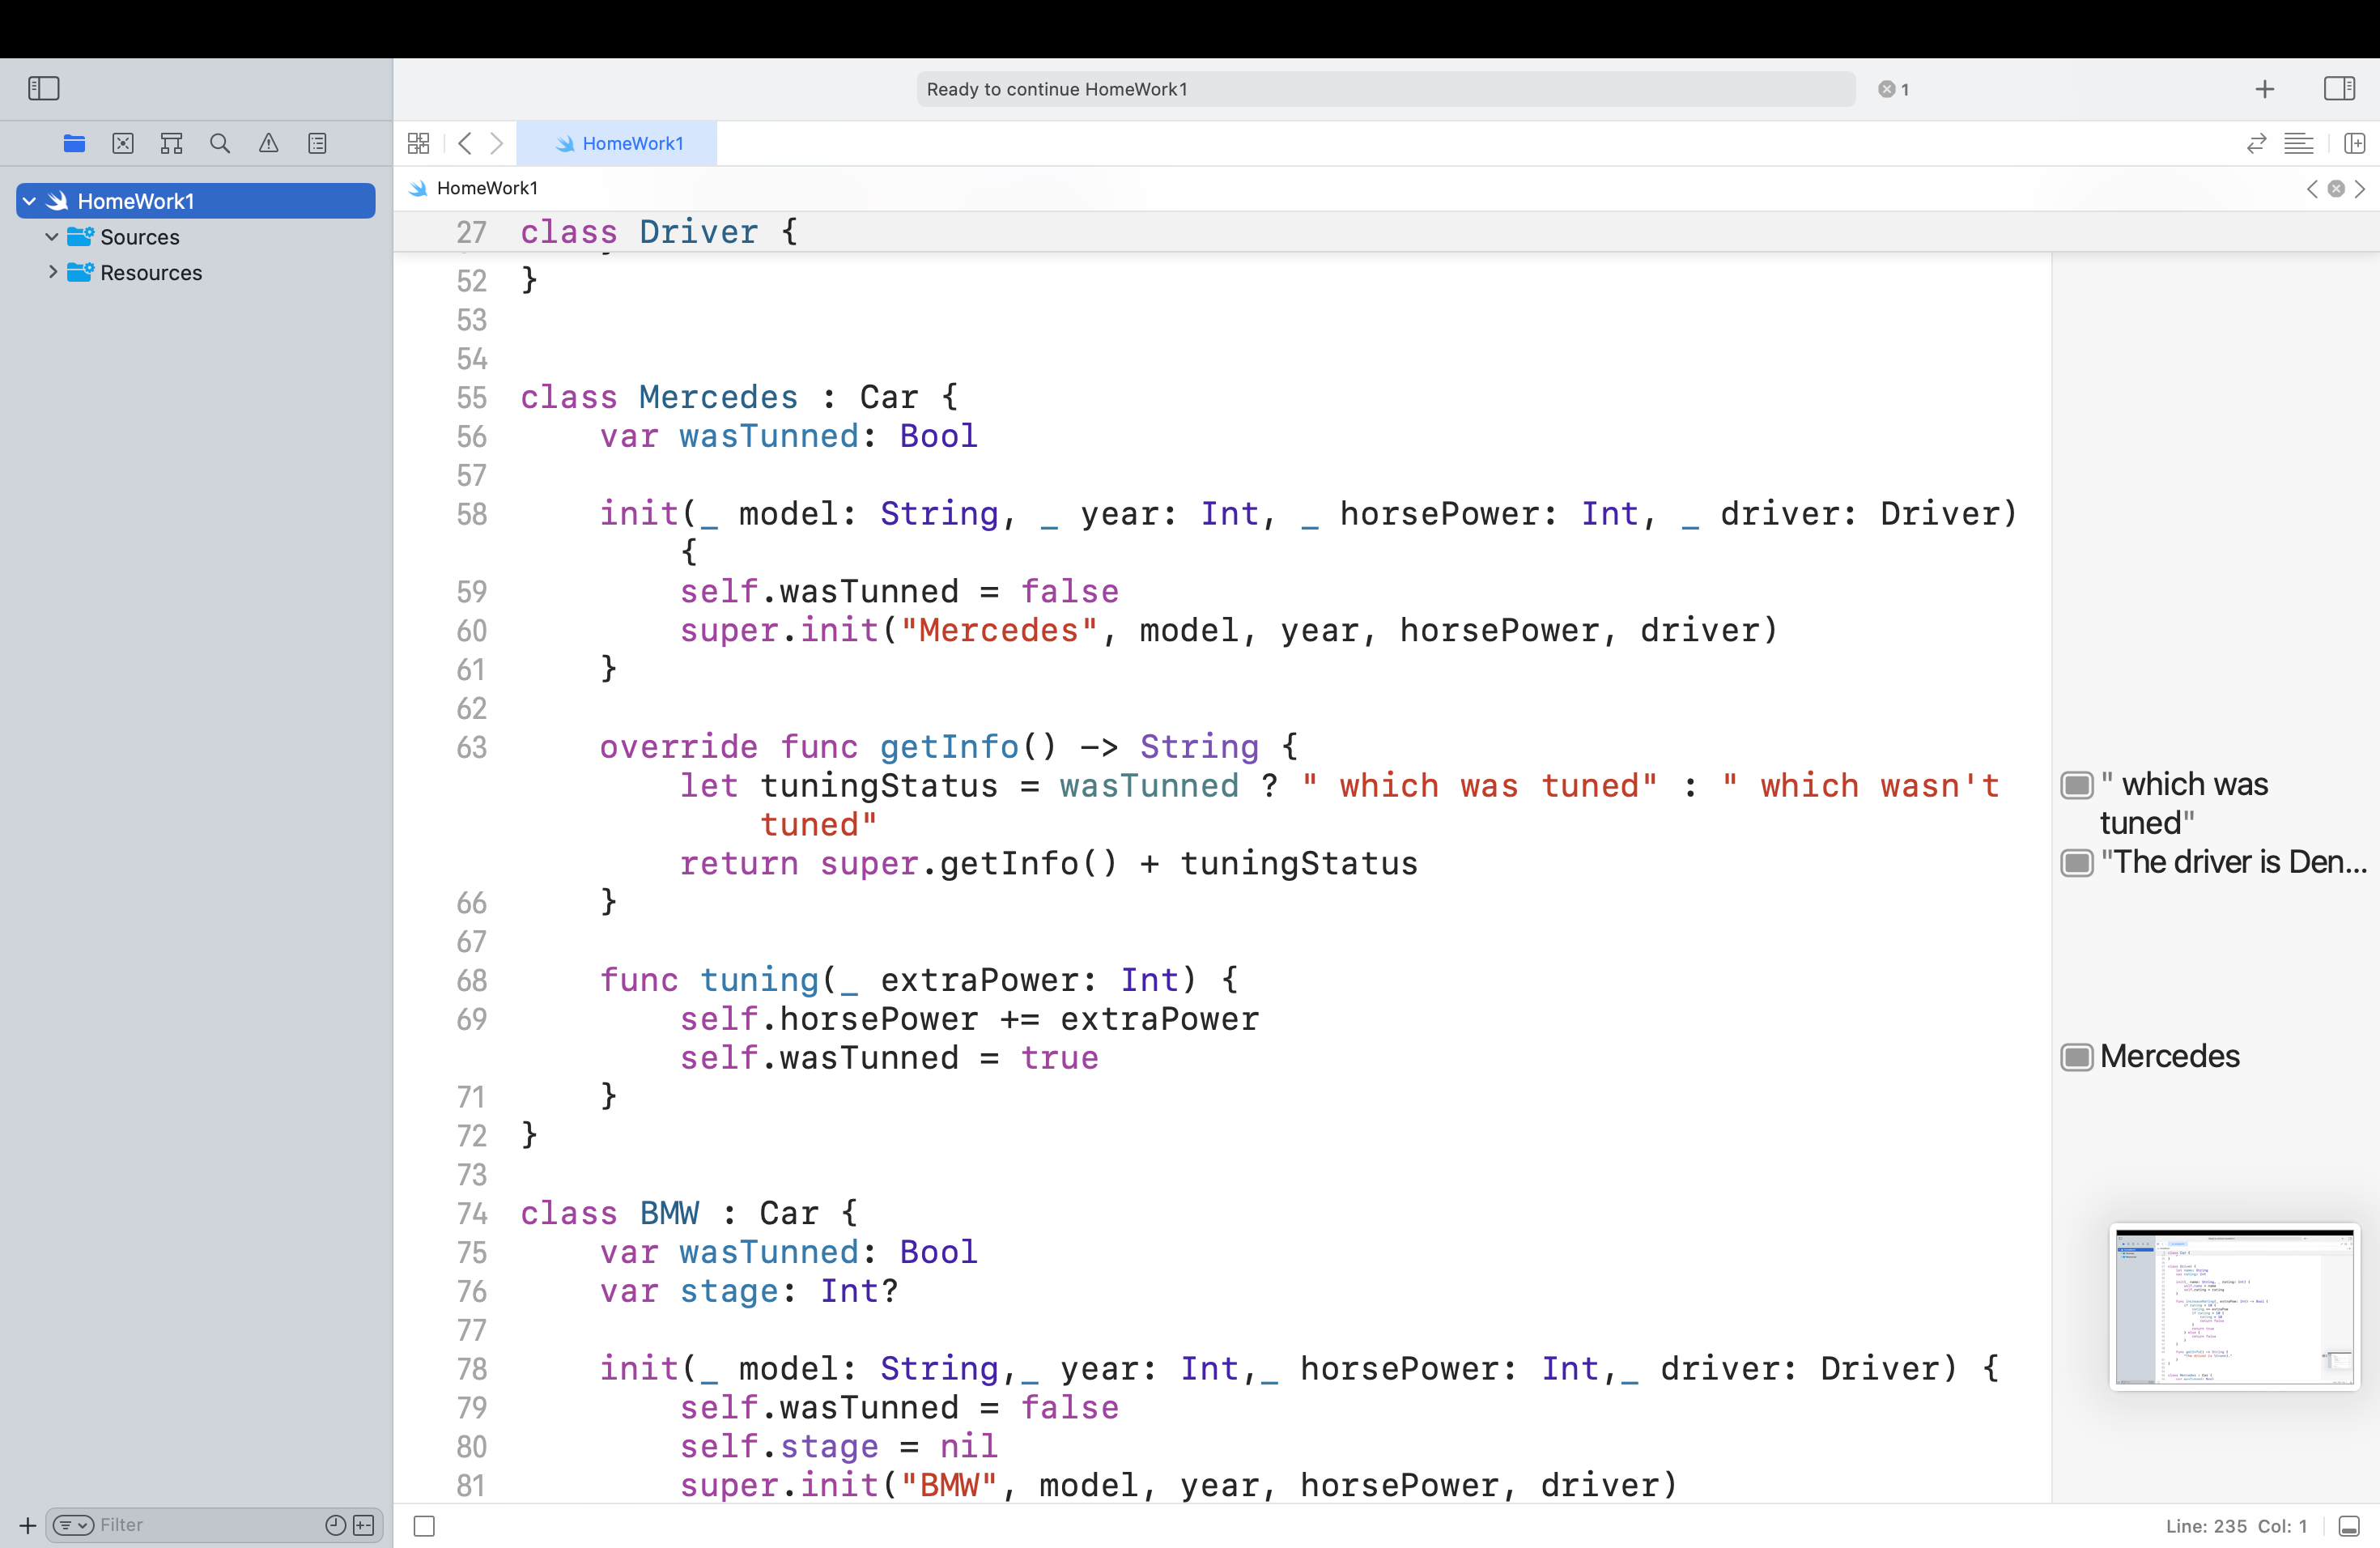 Ready to continue HomeWork1
1
HomeWork1
HomeWork1
Sources
Resources
HomeWork1
HomeWork1
27 class Driver {
52 }
53
54
55 class Mercedes : Car {
56 var wasTunned: Bool
57
58 init(_ model: String, _ year: Int, _ horsePower: Int, _ driver: Driver)
{
59 self.wasTunned = false
60 super.init("Mercedes", model, year, horsePower, driver)
61 }
62
63 override func getInfo() -> String {
let tuningStatus = wasTunned ? " which was tuned" : " which wasn't
tuned"
" which was
tuned"
return super.getInfo() + tuningStatus
"The driver is Den...
66 }
67
68 func tuning(_ extraPower: Int) {
69 self.horsePower += extraPower
self.wasTunned = true
Mercedes
71 }
72 }
73
74 class BMW : Car {
75 var wasTunned: Bool
76 var stage: Int?
77
78 init(_ model: String,_ year: Int,_ horsePower: Int,_ driver: Driver) {
79 self.wasTunned = false
80 self.stage = nil
81 super.init("BMW", model, year, horsePower, driver)
Filter
Line: 235 Col: 1